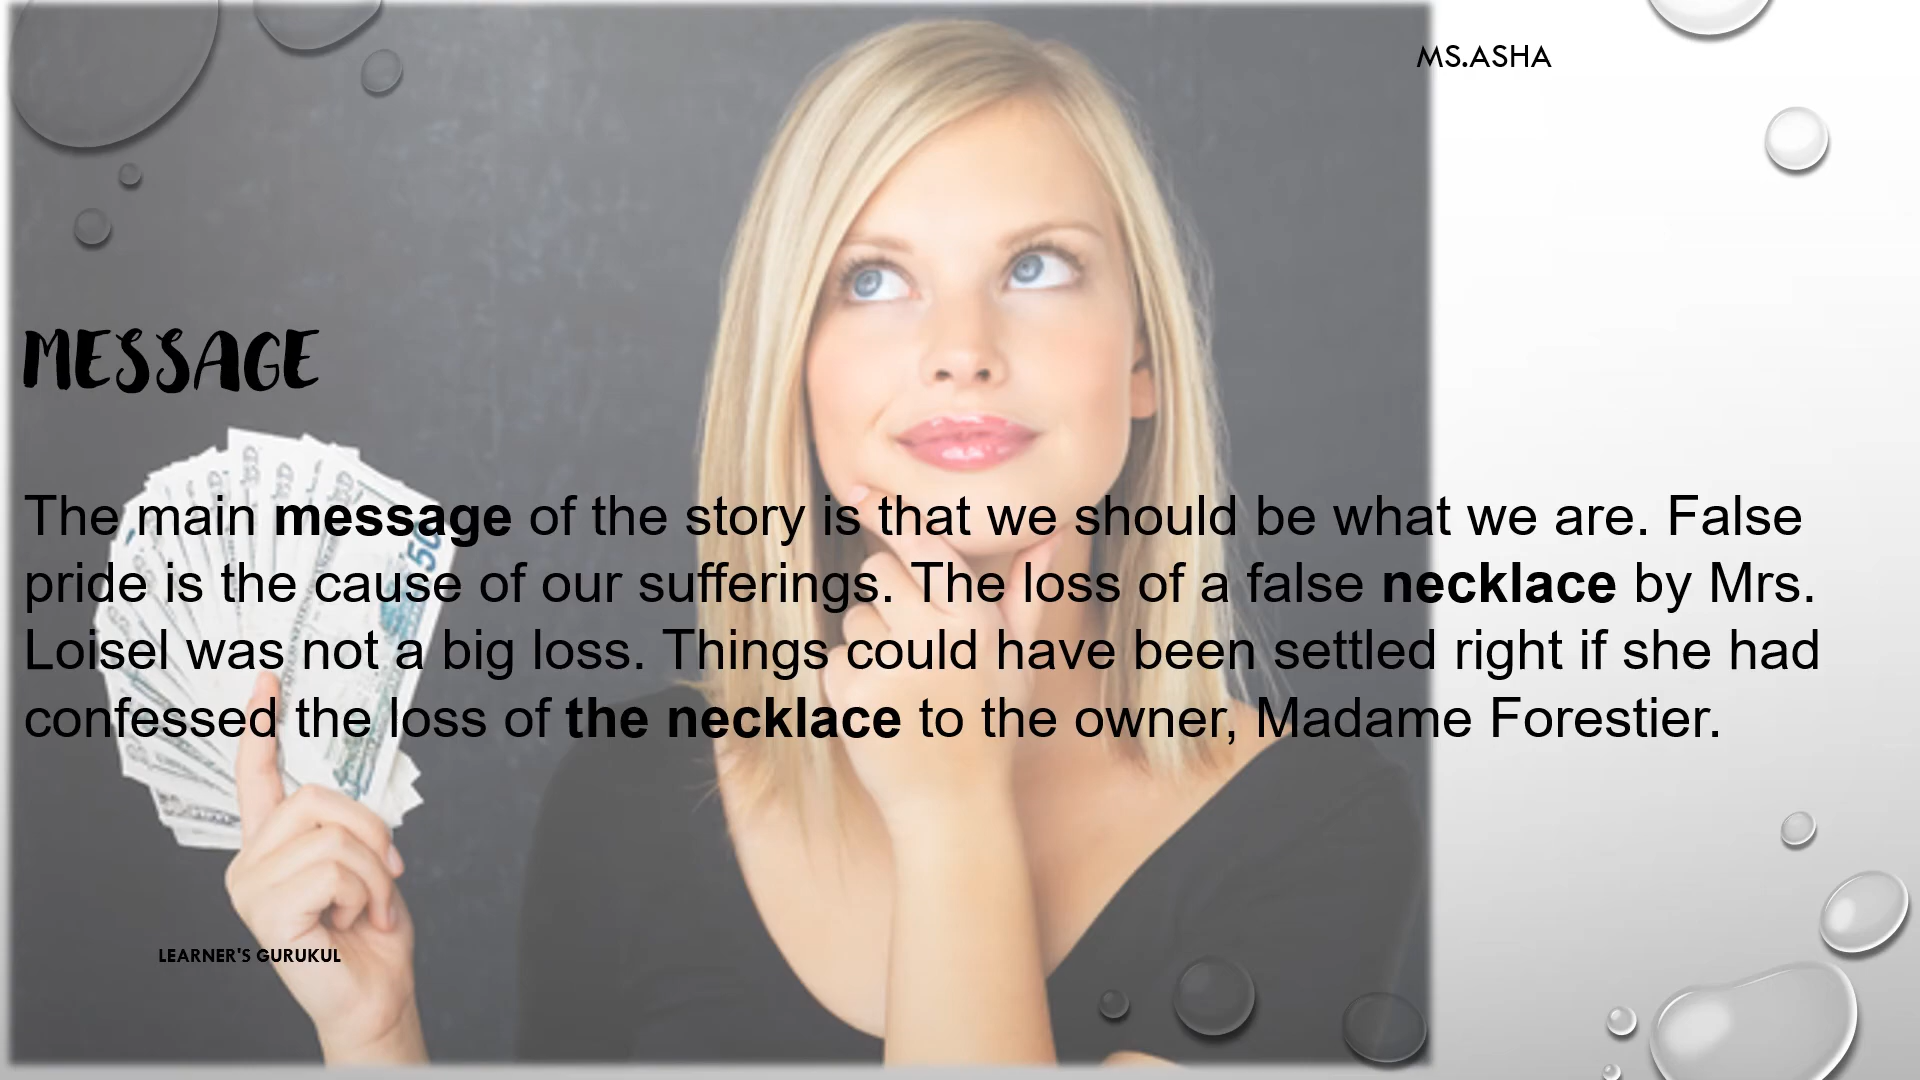 MS.ASHA
MESSAGE
The main message of the story is that we should be what we are. False
pride is the cause of our sufferings. The loss of a false necklace by Mrs.
Loisel was not a big loss. Things could have been settled right if she had
confessed the loss of the necklace to the owner, Madame Forestier.
LEARNER'S GURUKUL